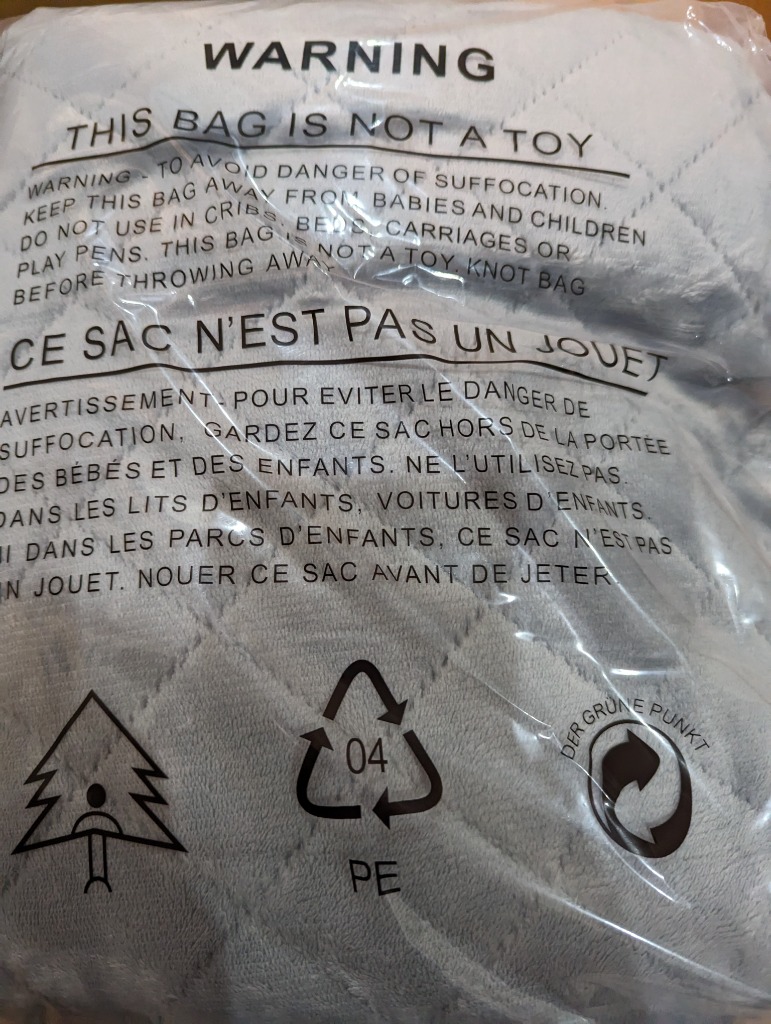 WARNING
THIS BAG IS NOT A TOY
WARNING - TO AVOID DANGER OF SUFFOCATION.
KEEP THIS BAG AWAY FROM BABIES AND CHILDREN
DO NOT USE IN CRIBS, BEDS, CARRIAGES OR
PLAY PENS. THIS BAG IS NOT A TOY KNOT BAG
BEFORE THROWING AWAY
CE SAC N'EST PAS UN JOUET
AVERTISSEMENT-POUR EVITER LE DANGER DE
SUFFOCATION, GARDEZ CE SAC HORS DE LA PORTÉE
DES BÉBÉS ET DES ENFANTS. NE L'UTILISEZ PAS.
DANS LES LITS D'ENFANTS, VOITURES D'ENFANTS.
NI DANS LES PARCS D'ENFANTS, CE SAC N'EST PAS
UN JOUET. NOUER CE SAC AVANT DE JETER.
04
PE
DER GRÜNE PUNKT